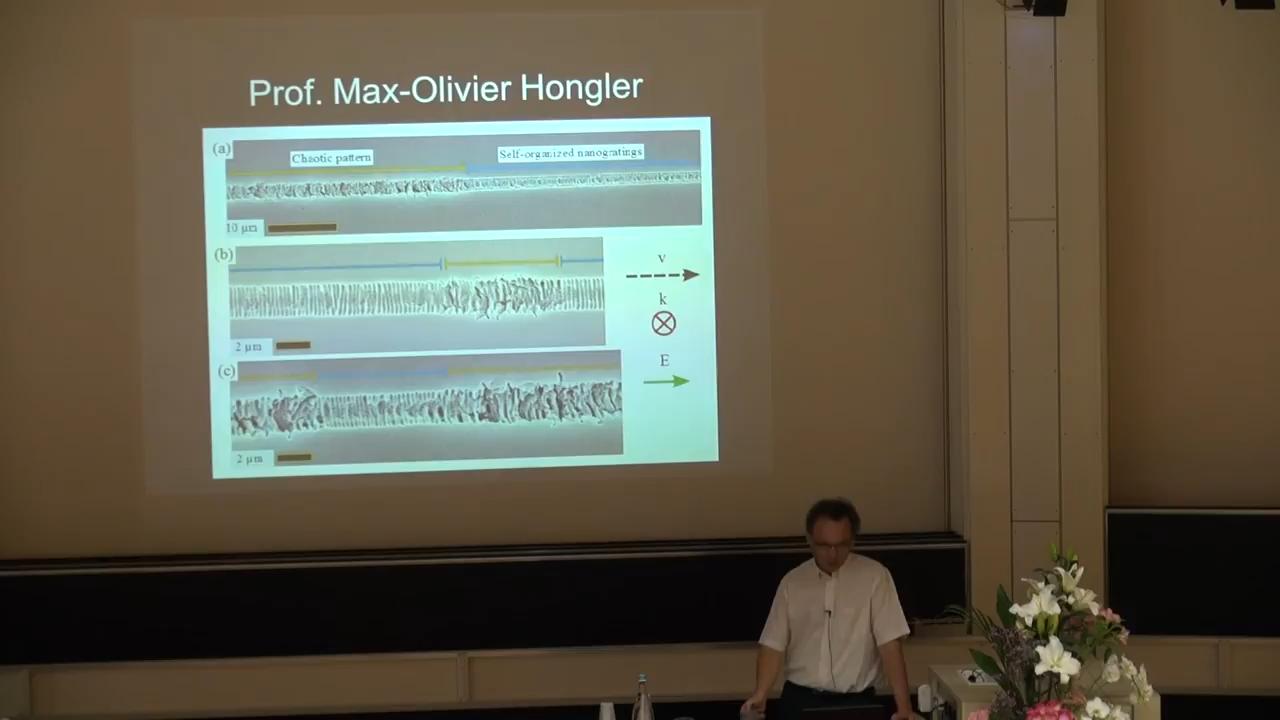 Prof. Max-Olivier Hongler
(a)
Chaotic pattern
Self-organized nanogratings
10 μm
(b)
v
k
2 μm
E
(c)
2 μm